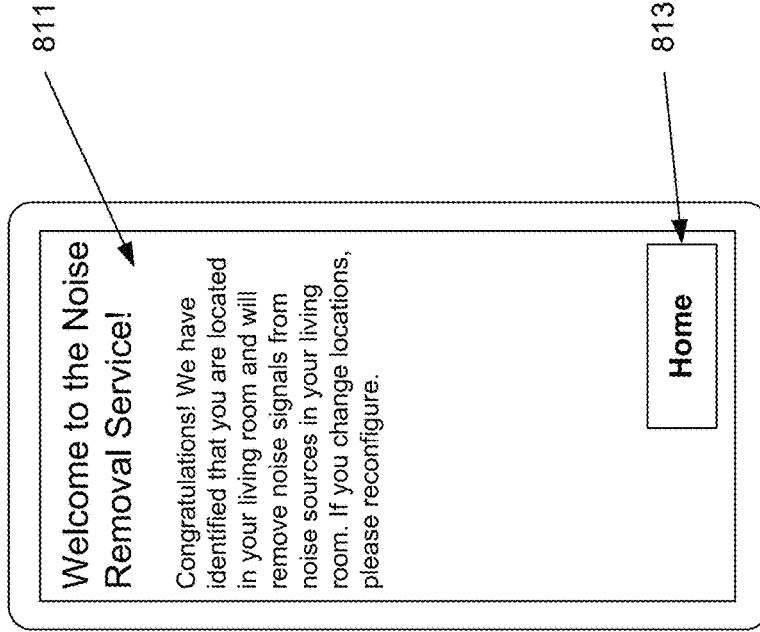 811
Welcome to the Noise
Removal Service!
Congratulations! We have
identified that you are located
in your living room and will
remove noise signals from
noise sources in your living
room. If you change locations,
please reconfigure.
Home
813